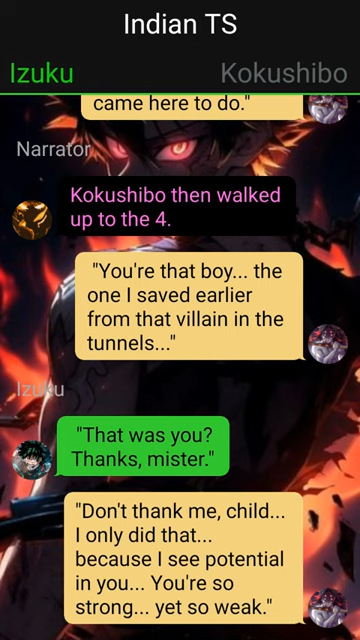 Indian TS
Izuku Kokushibo
came here to do."
Narrator
Kokushibo then walked
up to the 4.
"You're that boy... the
one I saved earlier
from that villain in the
tunnels..."
Izuku
"That was you?
Thanks, mister."
"Don't thank me, child...
I only did that...
because I see potential
in you... You're so
strong... yet so weak."